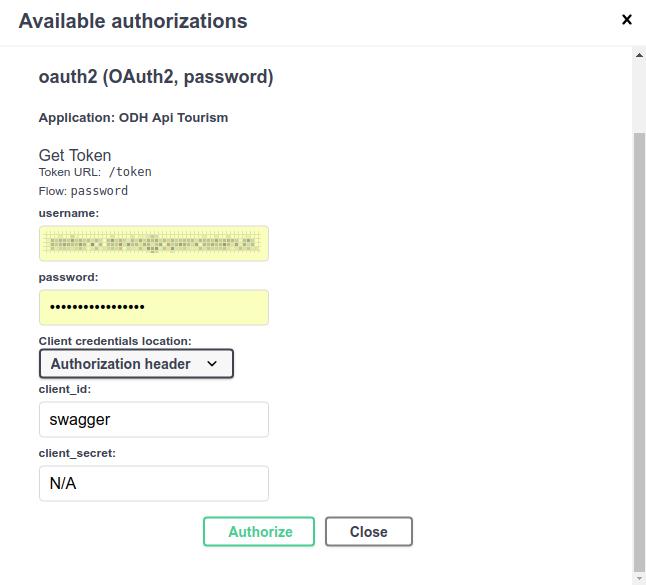 Available authorizations
oauth2 (OAuth2, password)
Application: ODH Api Tourism
Get Token
Token URL: /token
Flow: password
username:
password:
•••••••••••••••••
Client credentials location:
Authorization header
client_id:
swagger
client_secret:
N/A
Authorize Close